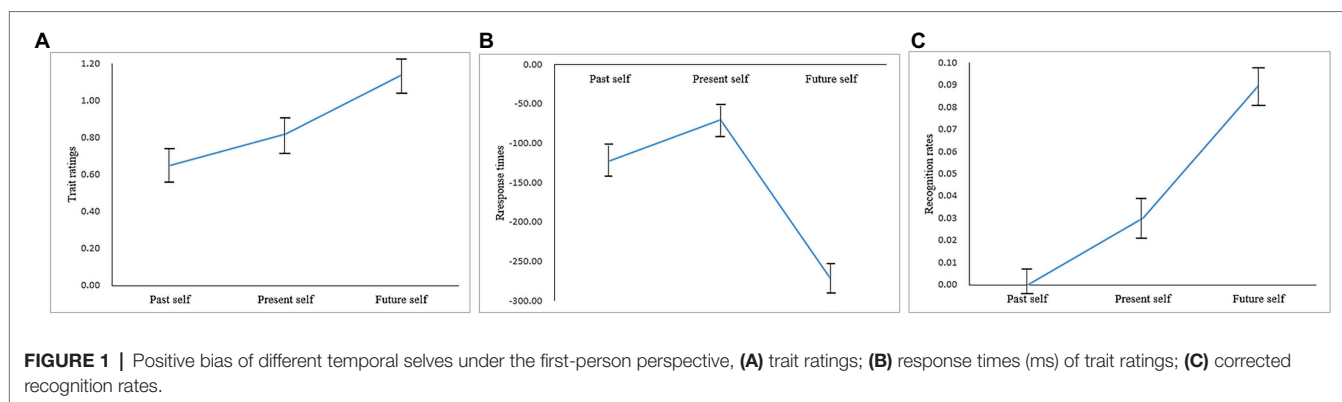 A
1.20
1.00
0.80
0.60
0.40
0.20
0.00
Trait ratings
Past self Present self Future self
B
0.00
-50.00
-100.00
-150.00
-200.00
-250.00
-300.00
Rresponse times
Past self Present self Future self
C
0.10
0.09
0.08
0.07
0.06
0.05
0.04
0.03
0.02
0.01
0.00
Recognition rates
Past self Present self Future self
FIGURE 1 | Positive bias of different temporal selves under the first-person perspective, (A) trait ratings; (B) response times (ms) of trait ratings; (C) corrected
recognition rates.